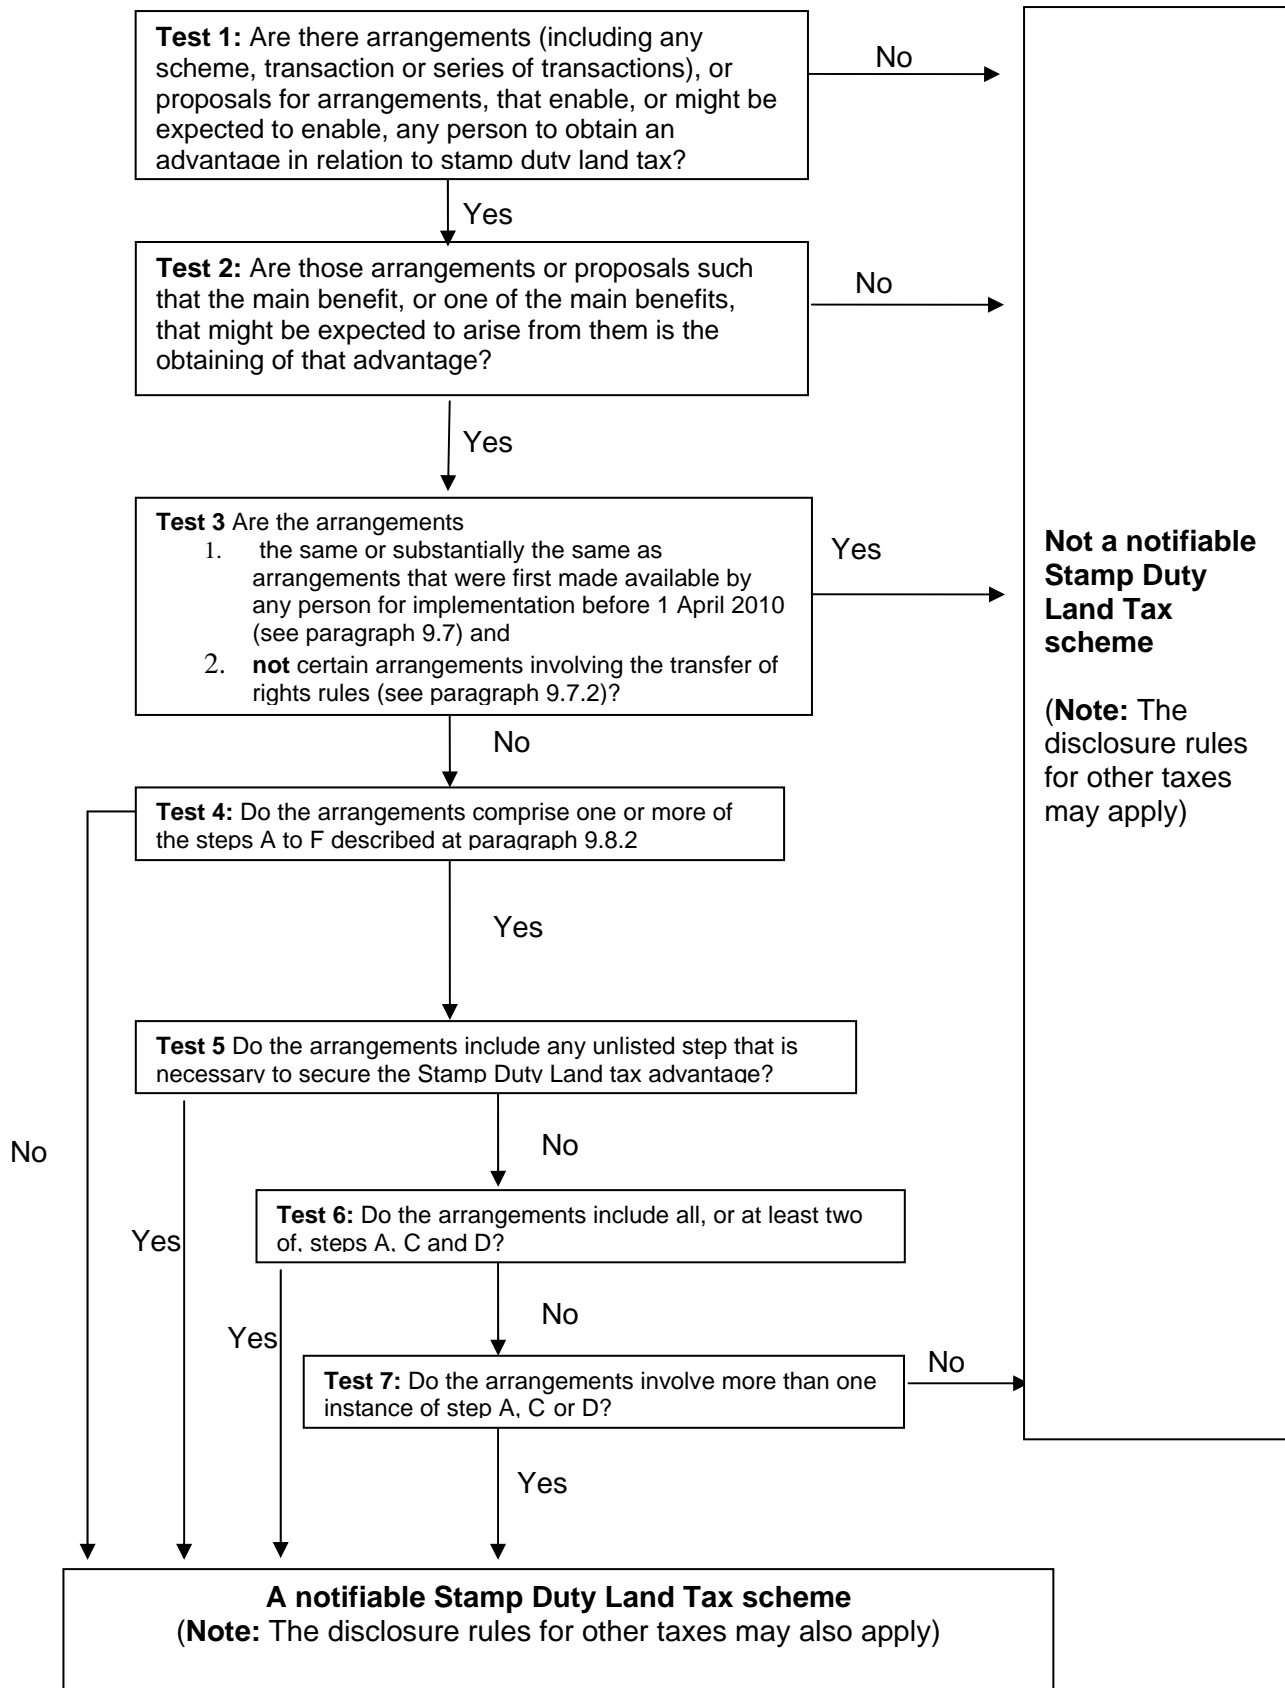 Test 1: Are there arrangements (including any
scheme, transaction or series of transactions), or
proposals for arrangements, that enable, or might be
expected to enable, any person to obtain an
advantage in relation to stamp duty land tax?
No
Yes
Test 2: Are those arrangements or proposals such
that the main benefit, or one of the main benefits,
that might be expected to arise from them is the
obtaining of that advantage?
No
Yes
Test 3 Are the arrangements
1. the same or substantially the same as
arrangements that were first made available by
any person for implementation before 1 April 2010
(see paragraph 9.7) and
2. not certain arrangements involving the transfer of
rights rules (see paragraph 9.7.2)?
Yes
Not a notifiable
Stamp Duty
Land Tax
scheme
(Note: The
disclosure rules
for other taxes
may apply)
No
Test 4: Do the arrangements comprise one or more of
the steps A to F described at paragraph 9.8.2
Yes
Test 5 Do the arrangements include any unlisted step that is
necessary to secure the Stamp Duty Land tax advantage?
No
No
Test 6: Do the arrangements include all, or at least two
of, steps A, C and D?
Yes
No
Yes
Test 7: Do the arrangements involve more than one
instance of step A, C or D?
No
Yes
A notifiable Stamp Duty Land Tax scheme
(Note: The disclosure rules for other taxes may also apply)